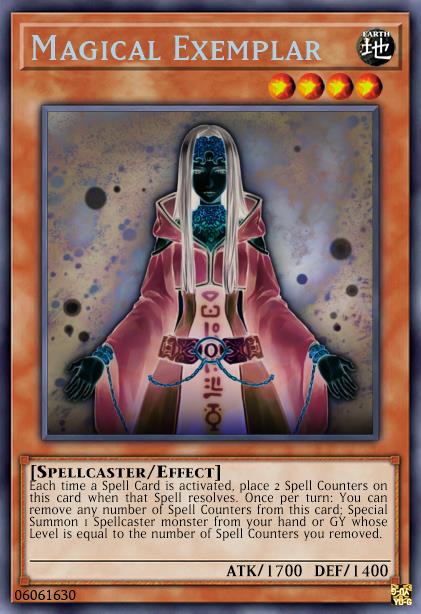 Magical Exemplar
EARTH
地
[Spellcaster/Effect]
Each time a Spell Card is activated, place 2 Spell Counters on
this card when that Spell resolves. Once per turn: You can
remove any number of Spell Counters from this card; Special
Summon 1 Spellcaster monster from your hand or GY whose
Level is equal to the number of Spell Counters you removed.
ATK/1700 DEF/1400
06061630